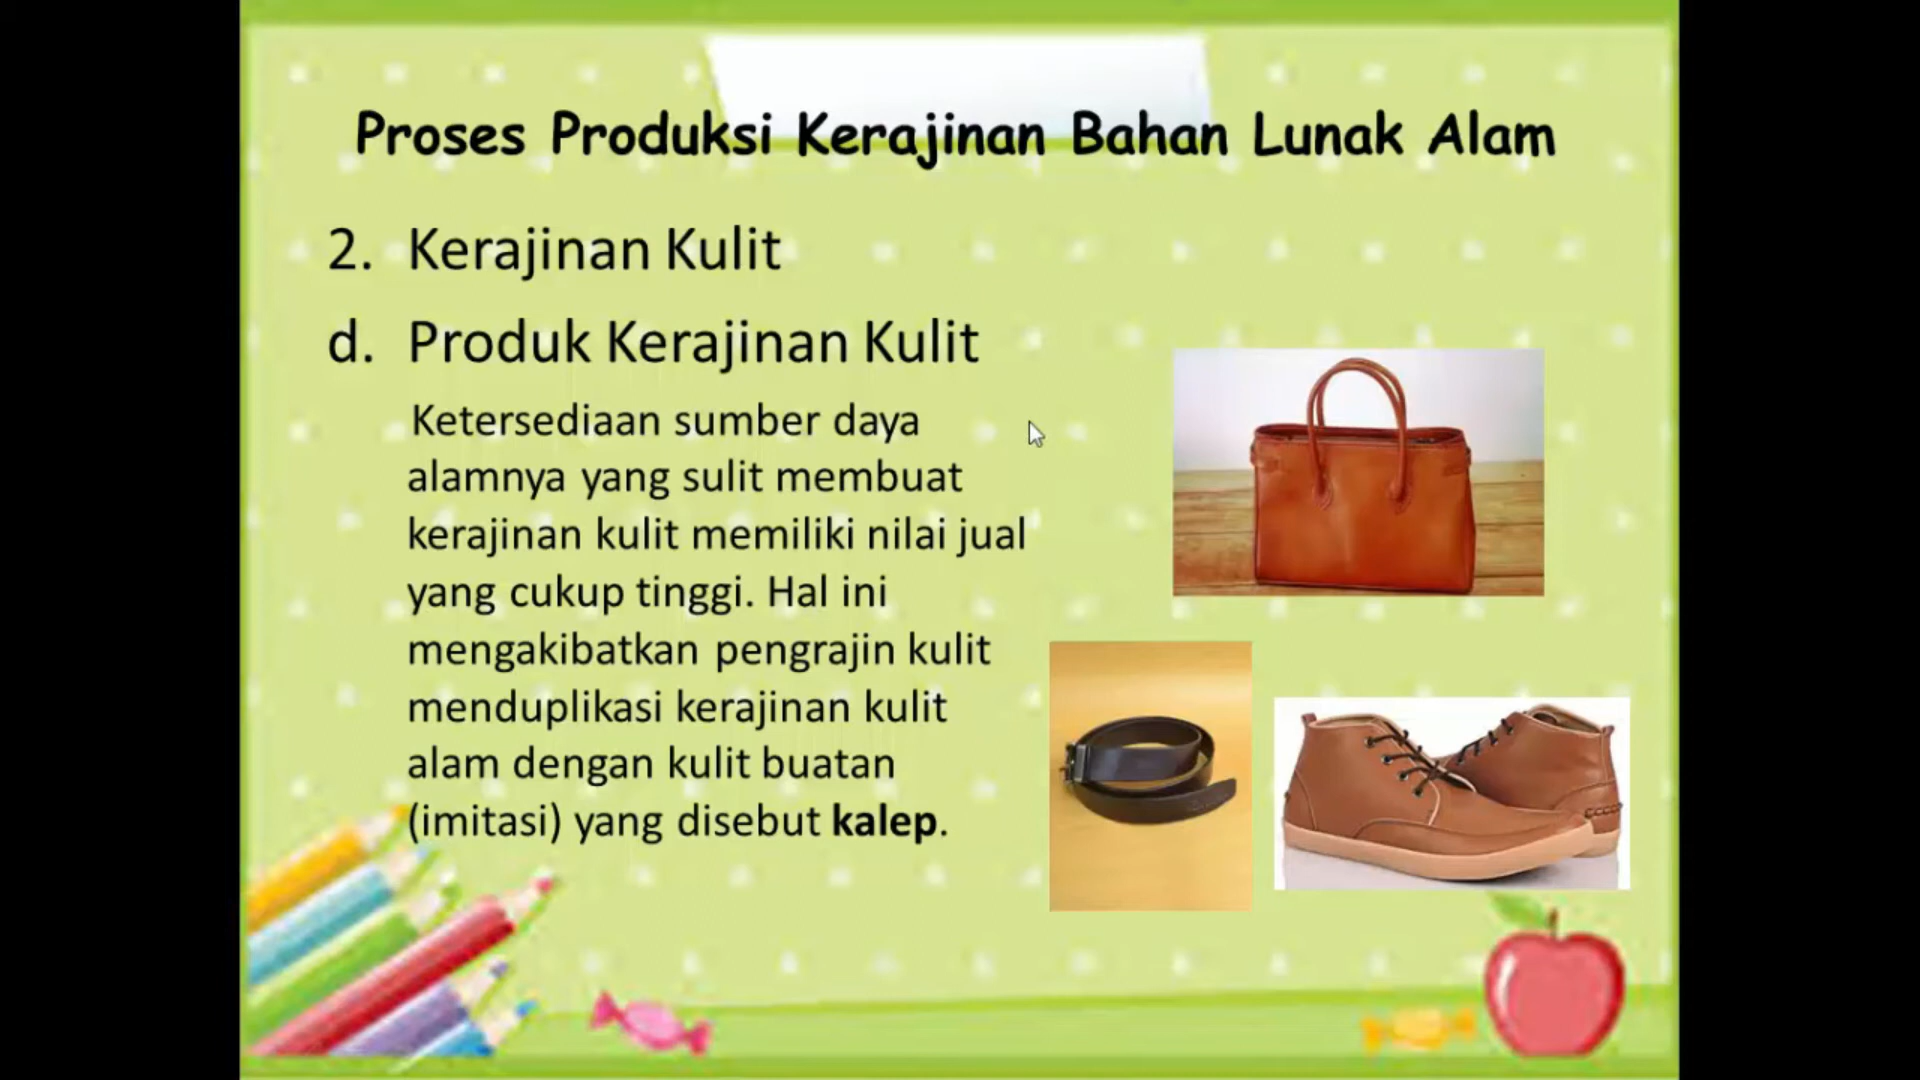 Proses Produksi Kerajinan Bahan Lunak Alam
2. Kerajinan Kulit
d. Produk Kerajinan Kulit
Ketersediaan sumber daya
alamnya yang sulit membuat
kerajinan kulit memiliki nilai jual
yang cukup tinggi. Hal ini
mengakibatkan pengrajin kulit
menduplikasi kerajinan kulit
alam dengan kulit buatan
(imitasi) yang disebut kalep.